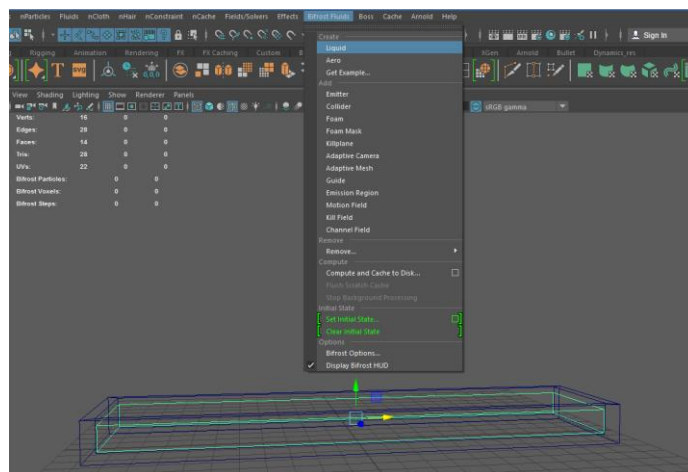 nParticles Fluids nCloth nHair nConstraint nCache Fields/Solvers Effects Bifrost Fluids Boss Cache Arnold Help
Sign In
Rigging Animation Rendering FX FX Caching Custom XGen Arnold Bullet Dynamics_res
View Shading Lighting Show Renderer Panels
sRGB gamma
Create
Liquid
Aero
Get Example...
Add
Emitter
Collider
Foam
Foam Mask
Killplane
Adaptive Camera
Adaptive Mesh
Guide
Emission Region
Motion Field
Kill Field
Channel Field
Remove
Remove...
Compute
Compute and Cache to Disk...
Flush Scratch Cache
Stop Background Processing
Initial State
Set Initial State...
Clear Initial State
Options
Bifrost Options...
Display Bifrost HUD
Verts: 16 0 0
Edges: 28 0 0
Faces: 14 0 0
Tris: 28 0 0
UVs: 22 0 0
Bifrost Particles: 0 0
Bifrost Voxels: 0 0
Bifrost Steps: 0 0